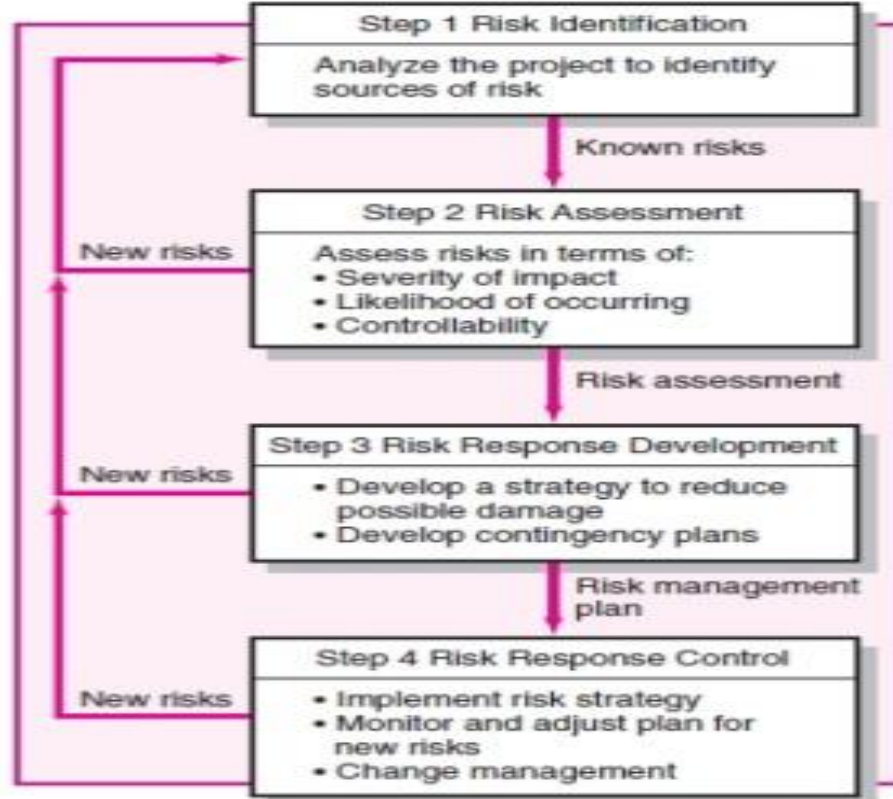 Step 1 Risk Identification
Analyze the project to identify
sources of risk
Known risks
Step 2 Risk Assessment
New risks
Assess risks in terms of:
• Severity of impact
• Likelihood of occurring
• Controllability
Risk assessment
Step 3 Risk Response Development
New risks
• Develop a strategy to reduce
possible damage
• Develop contingency plans
Risk management
plan
Step 4 Risk Response Control
New risks
• Implement risk strategy
• Monitor and adjust plan for
new risks
• Change management